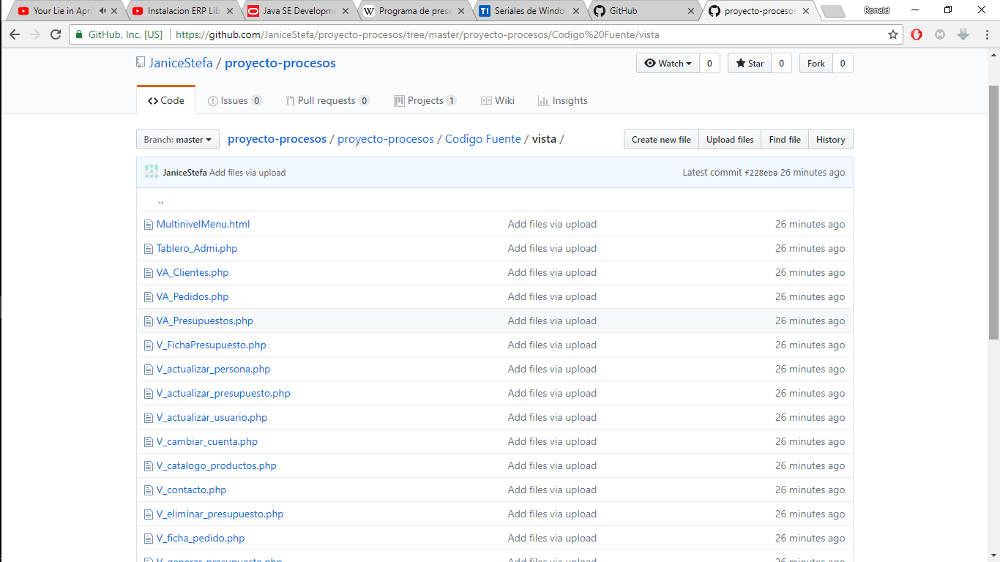 Your Lie in Apri
Instalacion ERP Lib
Java SE Developme
Programa de prese
Seriales de Window
GitHub
proyecto-procesos
Ronald
GitHub, Inc. [US]
https://github.com/JaniceStefa/proyecto-procesos/tree/master/proyecto-procesos/Codigo%20Fuente/vista
JaniceStefa / proyecto-procesos
Watch 0
Star 0
Fork 0
Code
Issues 0
Pull requests 0
Projects 1
Wiki
Insights
Branch: master
proyecto-procesos / proyecto-procesos / Codigo Fuente / vista /
Create new file
Upload files
Find file
History
JaniceStefa Add files via upload
Latest commit f228eba 26 minutes ago
..
MultinivelMenu.html Add files via upload 26 minutes ago
Tablero_Admi.php Add files via upload 26 minutes ago
VA_Clientes.php Add files via upload 26 minutes ago
VA_Pedidos.php Add files via upload 26 minutes ago
VA_Presupuestos.php Add files via upload 26 minutes ago
V_FichaPresupuesto.php Add files via upload 26 minutes ago
V_actualizar_persona.php Add files via upload 26 minutes ago
V_actualizar_presupuesto.php Add files via upload 26 minutes ago
V_actualizar_usuario.php Add files via upload 26 minutes ago
V_cambiar_cuenta.php Add files via upload 26 minutes ago
V_catalogo_productos.php Add files via upload 26 minutes ago
V_contacto.php Add files via upload 26 minutes ago
V_eliminar_presupuesto.php Add files via upload 26 minutes ago
V_ficha_pedido.php Add files via upload 26 minutes ago
V_generar_presupuesto.php Add files via upload 26 minutes ago